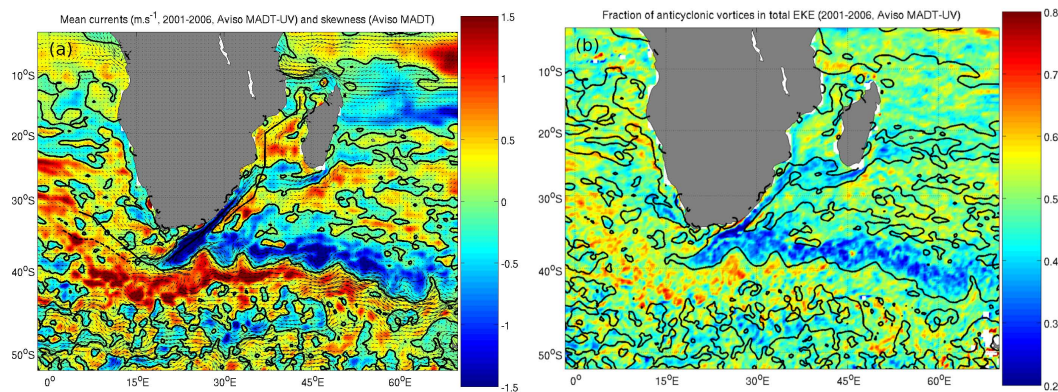 Mean currents (m.s⁻¹, 2001-2006, Aviso MADT-UV) and skewness (Aviso MADT)
(a)
10°S
20°S
30°S
40°S
50°S
0°
15°E
30°E
45°E
60°E
1.5
1
0.5
0
-0.5
-1
-1.5
Fraction of anticyclonic vortices in total EKE (2001-2006, Aviso MADT-UV)
(b)
10°S
20°S
30°S
40°S
50°S
0°
15°E
30°E
45°E
60°E
0.8
0.7
0.6
0.5
0.4
0.3
0.2